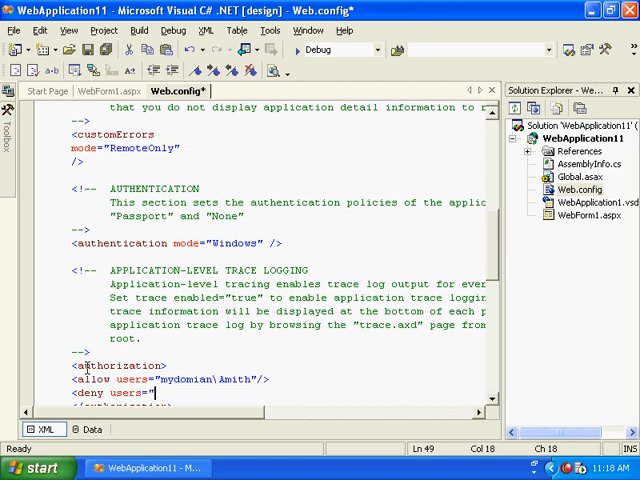 WebApplication11 - Microsoft Visual C# .NET [design] - Web.config*
File Edit View Project Build Debug XML Table Tools Window Help
Debug
Start Page WebForm1.aspx Web.config*
Toolbox
that you do not display application detail information to r
-->
<customErrors
mode="RemoteOnly"
/>
<!-- AUTHENTICATION
This section sets the authentication policies of the applic
"Passport" and "None"
-->
<authentication mode="Windows" />
<!-- APPLICATION-LEVEL TRACE LOGGING
Application-level tracing enables trace log output for ever
Set trace enabled="true" to enable application trace loggin
trace information will be displayed at the bottom of each p
application trace log by browsing the "trace.axd" page from
root.
-->
<authorization>
<allow users="mydomian\Amith"/>
<deny users="
</authorization>
XML Data
Solution Explorer - We...
Solution 'WebApplication11' (
WebApplication11
References
AssemblyInfo.cs
Global.asax
Web.config
WebApplication1.vsd
WebForm1.aspx
Ready Ln 49 Col 18 Ch 18 INS
start WebApplication11 - M... 11:18 AM